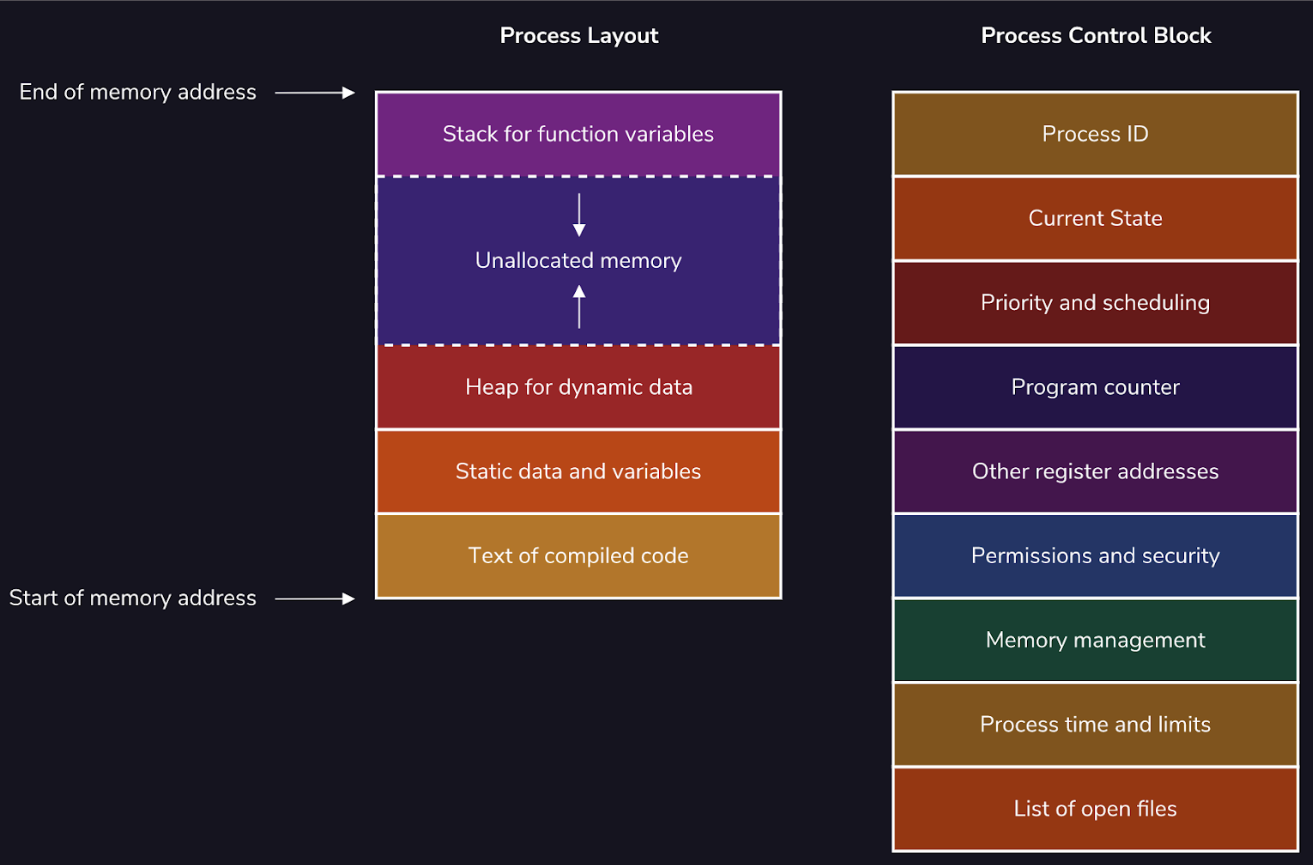 Process Layout
Process Control Block
End of memory address
Stack for function variables
Unallocated memory
Heap for dynamic data
Static data and variables
Text of compiled code
Start of memory address
Process ID
Current State
Priority and scheduling
Program counter
Other register addresses
Permissions and security
Memory management
Process time and limits
List of open files